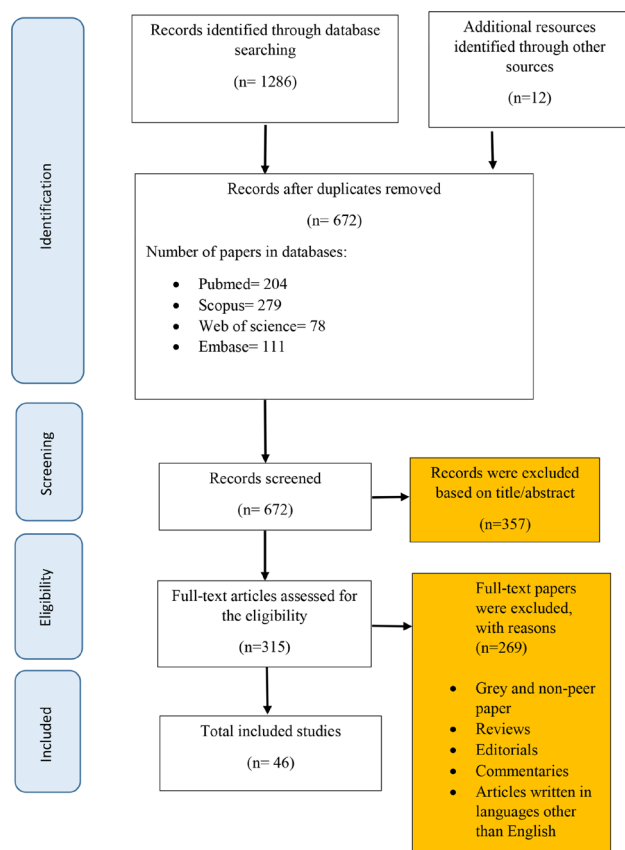 Records identified through database
searching
(n= 1286)
Additional resources
identified through other
sources
(n=12)
Identification
Records after duplicates removed
(n= 672)
Number of papers in databases:
• Pubmed= 204
• Scopus= 279
• Web of science= 78
• Embase= 111
Screening
Records screened
(n= 672)
Records were excluded
based on title/abstract
(n=357)
Eligibility
Full-text articles assessed for
the eligibility
(n=315)
Full-text papers
were excluded,
with reasons
(n=269)
• Grey and non-peer
paper
• Reviews
• Editorials
• Commentaries
• Articles written in
languages other
than English
Included
Total included studies
(n= 46)